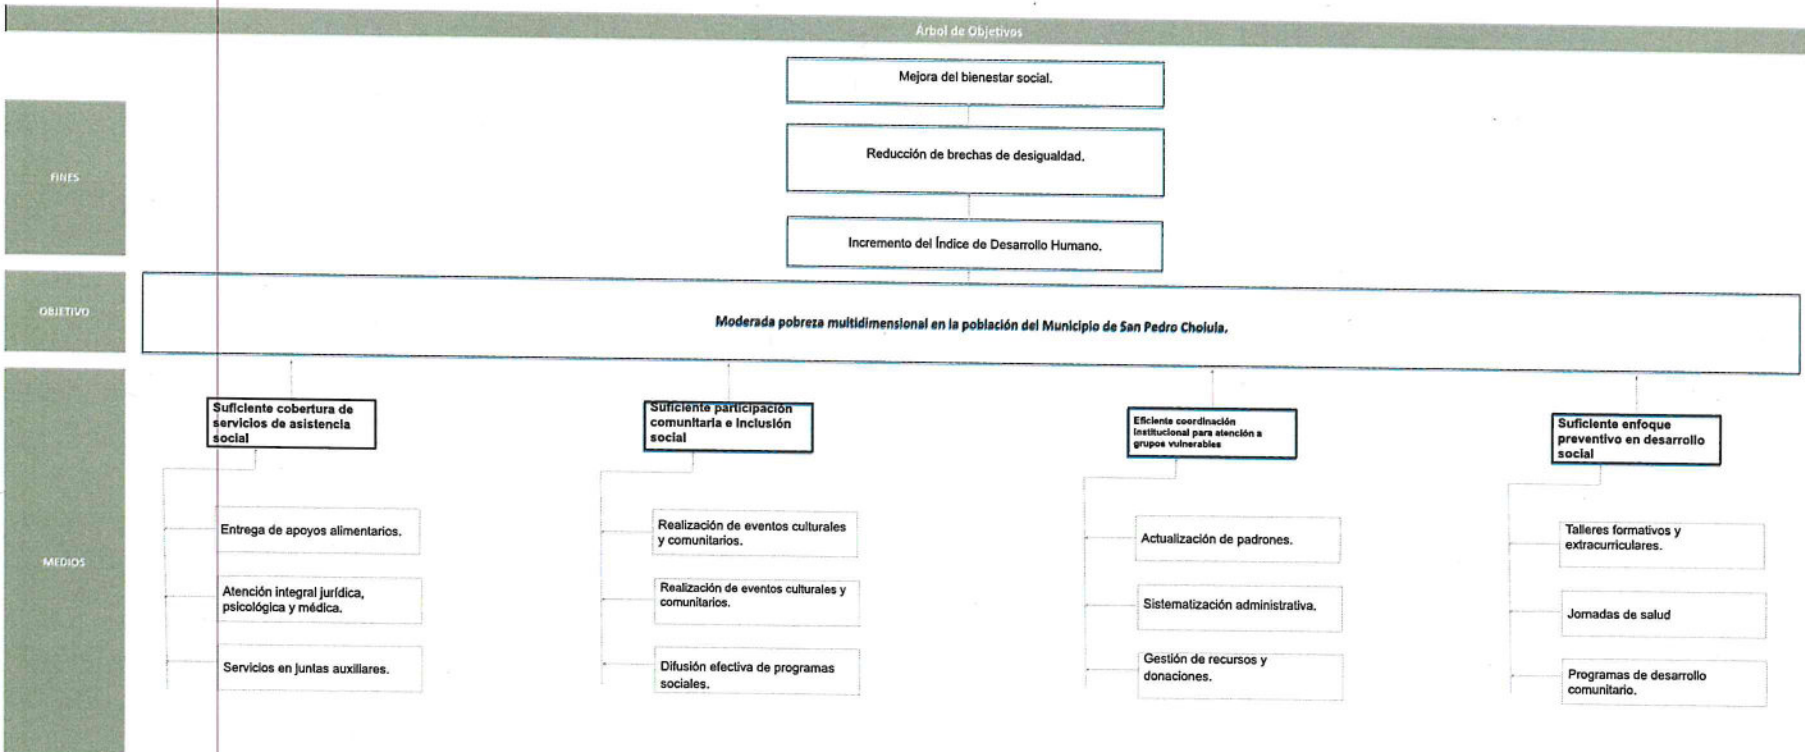 Árbol de Objetivos
Mejora del bienestar social.
FINES
Reducción de brechas de desigualdad.
Incremento del Índice de Desarrollo Humano.
OBJETIVO
Moderada pobreza multidimensional en la población del Municipio de San Pedro Cholula.
MEDIOS
Suficiente cobertura de
servicios de asistencia
social
Entrega de apoyos alimentarios.
Atención integral jurídica,
psicológica y médica.
Servicios en juntas auxiliares.
Suficiente participación
comunitaria e inclusión
social
Realización de eventos culturales
y comunitarios.
Realización de eventos culturales y
comunitarios.
Difusión efectiva de programas
sociales.
Eficiente coordinación
institucional para atención a
grupos vulnerables
Actualización de padrones.
Sistematización administrativa.
Gestión de recursos y
donaciones.
Suficiente enfoque
preventivo en desarrollo
social
Talleres formativos y
extracurriculares.
Jornadas de salud
Programas de desarrollo
comunitario.